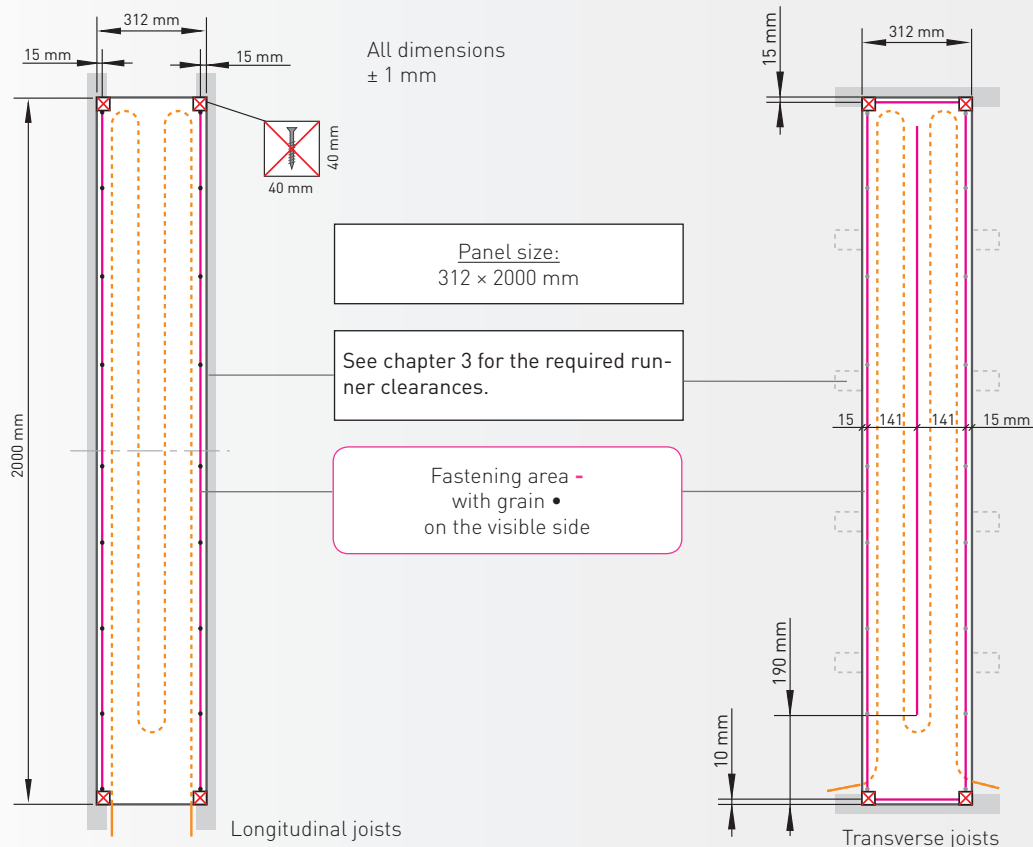 312 mm
15 mm
15 mm
All dimensions
± 1 mm
40 mm
40 mm
2000 mm
Panel size:
312 × 2000 mm
See chapter 3 for the required run-
ner clearances.
Fastening area -
with grain •
on the visible side
Longitudinal joists
312 mm
15 mm
15 141 141 15 mm
190 mm
10 mm
Transverse joists